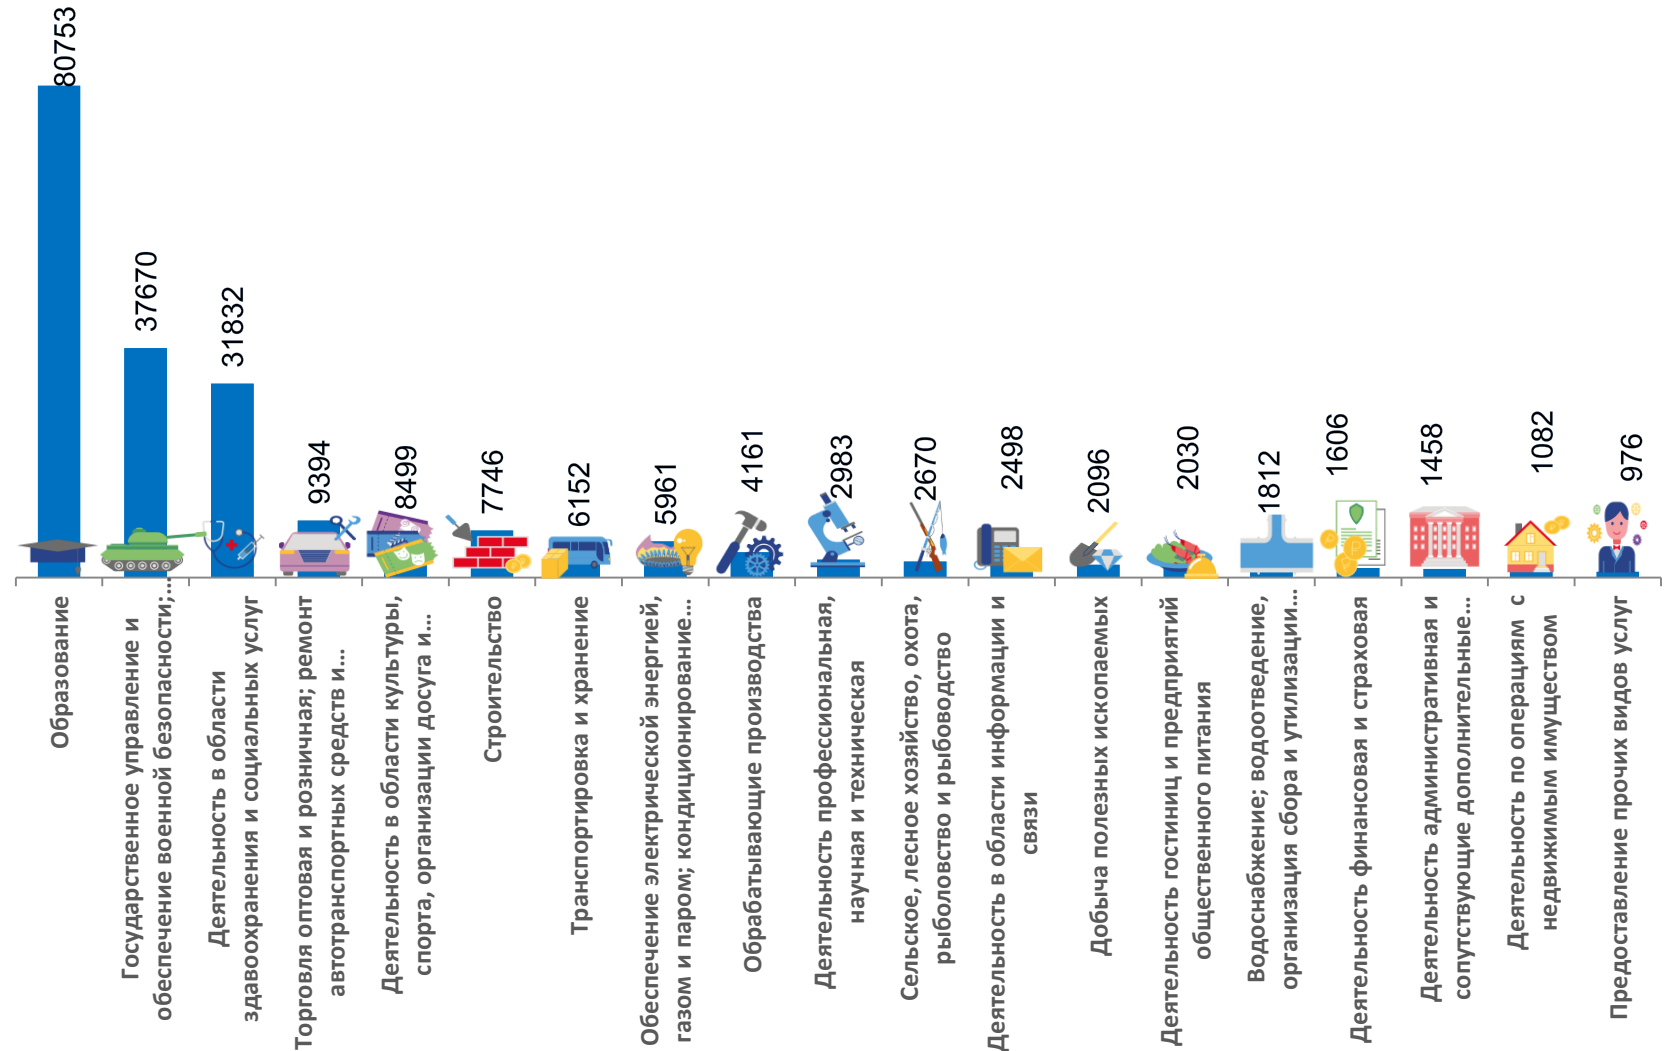 80753
37670
31832
9394
8499
7746
6152
5961
4161
2983
2670
2498
2096
2030
1812
1606
1458
1082
976
Образование
Государственное управление и
обеспечение военной безопасности;...
Деятельность в области
здавоохранения и социальных услуг
Торговля оптовая и розничная; ремонт
автотранспортных средств и...
Деятельность в области культуры,
спорта, организации досуга и...
Строительство
Транспортировка и хранение
Обеспечение электрической энергией,
газом и паром; кондиционирование...
Обрабатывающие производства
Деятельность профессиональная,
научная и техническая
Сельское, лесное хозяйство, охота,
рыболовство и рыбоводство
Деятельность в области информации и
связи
Добыча полезных ископаемых
Деятельность гостиниц и предприятий
общественного питания
Водоснабжение; водоотведение,
организация сбора и утилизации...
Деятельность финансовая и страховая
Деятельность административная и
сопутствующие дополнительные...
Деятельность по операциям с
недвижимым имуществом
Предоставление прочих видов услуг